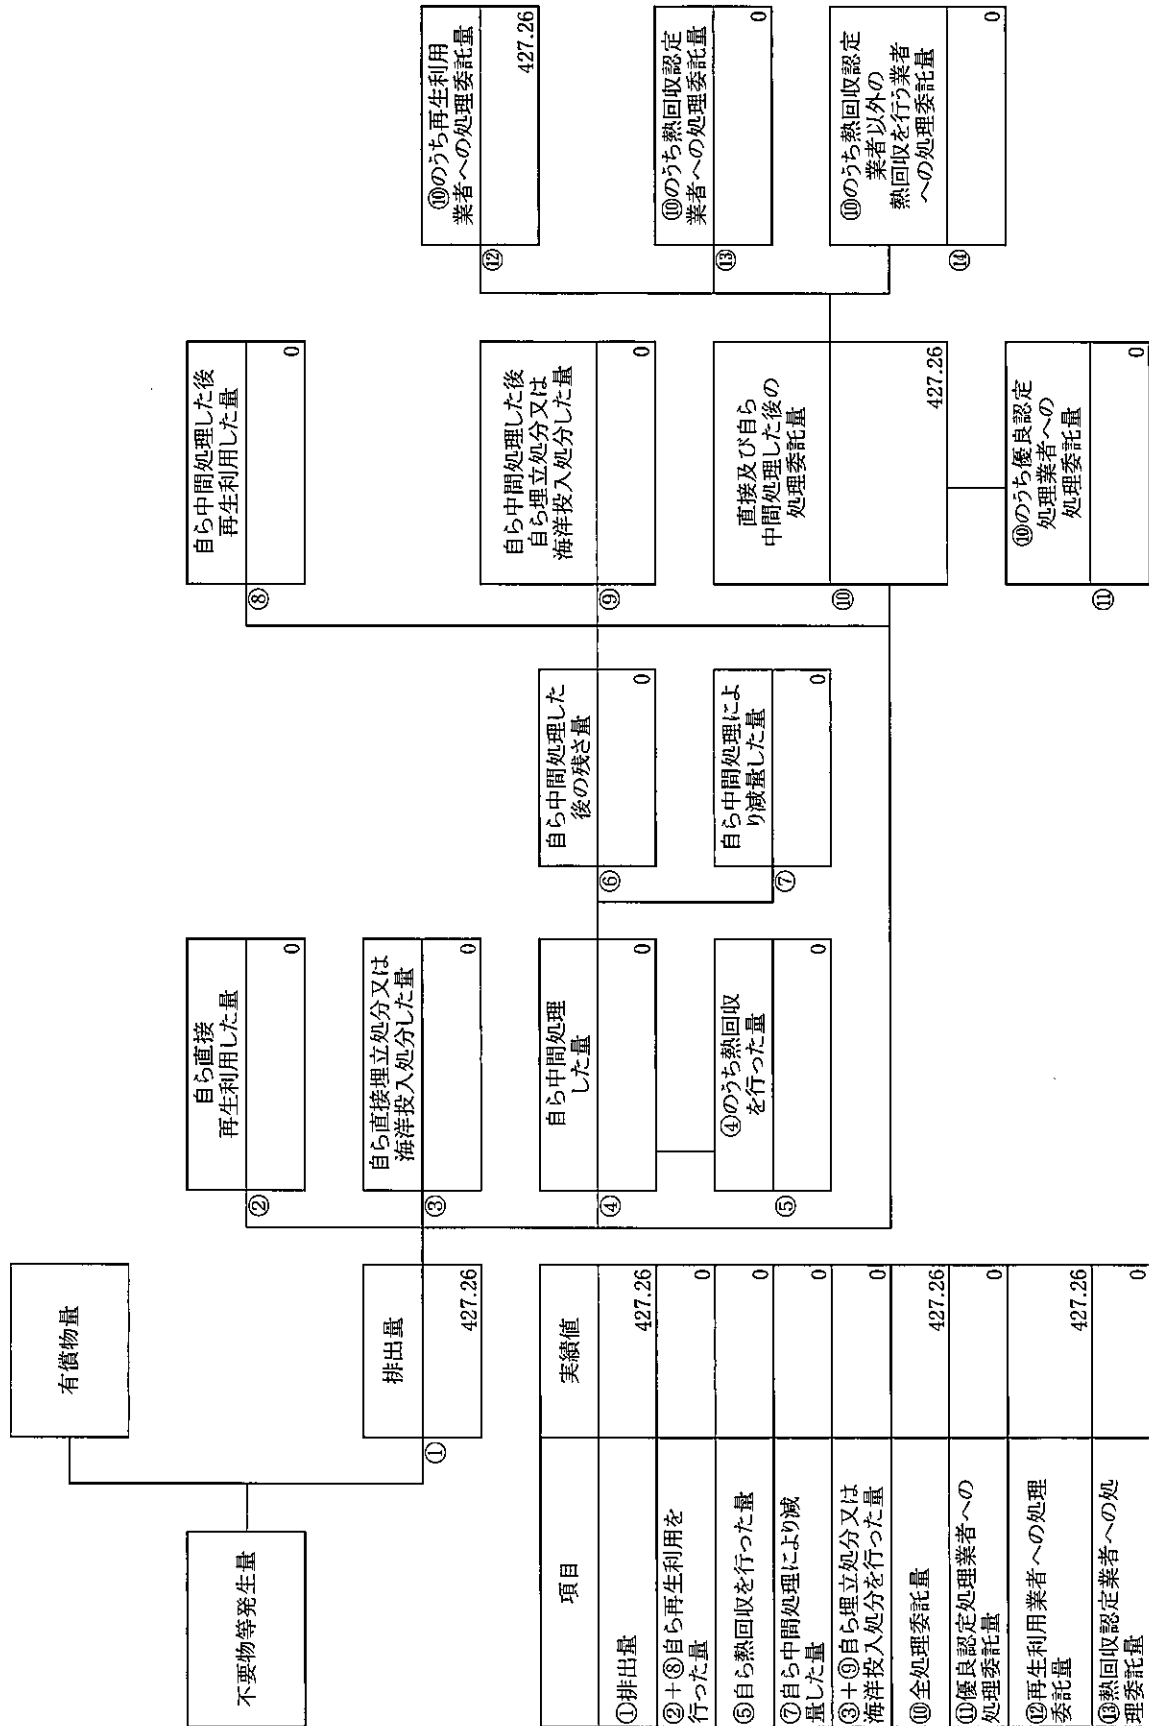 不要物等発生量
有償物量
排出量
①
427.26
自ら直接
再生利用した量
②
0
自ら直接埋立処分又は
海洋投入処分した量
③
0
自ら中間処理
した量
④
0
④のうち熱回収
を行った量
⑤
0
自ら中間処理した
後の残さ量
⑥
0
自ら中間処理によ
り減量した量
⑦
0
自ら中間処理した後
再生利用した量
⑧
0
自ら中間処理した後
自ら埋立処分又は
海洋投入処分した量
⑨
0
直接及び自ら
中間処理した後の
処理委託量
⑩
427.26
⑩のうち優良認定
処理業者への
処理委託量
⑪
0
⑩のうち再生利用
業者への処理委託量
⑫
427.26
⑩のうち熱回収認定
業者への処理委託量
⑬
0
⑩のうち熱回収認定
業者以外の
熱回収を行う業者
への処理委託量
⑭
0
項目 実績値
①排出量 427.26
②+⑧自ら再生利用を
行った量 0
⑤自ら熱回収を行った量 0
⑦自ら中間処理により減
量した量 0
③+⑨自ら埋立処分又は
海洋投入処分を行った量 0
⑩全処理委託量 427.26
⑪優良認定処理業者への
処理委託量 0
⑫再生利用業者への処理
委託量 427.26
⑬熱回収認定業者への処
理委託量 0